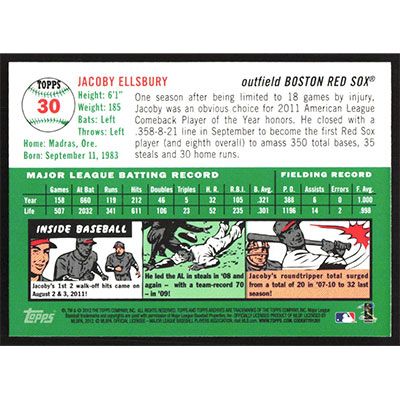 TOPPS
30
JACOBY ELLSBURY
outfield BOSTON RED SOX®
Height: 6'1"
Weight: 185
Bats: Left
Throws: Left
Home: Madras, Ore.
Born: September 11, 1983
One season after being limited to 18 games by injury,
Jacoby was an obvious choice for 2011 American League
Comeback Player of the Year honors. He closed with a
.358-8-21 line in September to become the first Red Sox
player (and eighth overall) to amass 350 total bases, 35
steals and 30 home runs.
MAJOR LEAGUE BATTING RECORD
FIELDING RECORD
Games At Bat Runs Hits Doubles Triples H.R. R.B.I. B. Avg. P.O. Assists Errors F. Avg.
Year 158 660 119 212 46 5 32 105 .321 388 6 0 1.000
Life 507 2032 341 611 106 23 52 235 .301 1196 14 2 .998
INSIDE BASEBALL
Jacoby's 1st 2 walk-off hits came on
August 2 & 3, 2011!
He led the AL in steals in '08 and
again – with a team-record 70
– in '09!
Jacoby's roundtripper total surged
from a total of 20 in '07-10 to 32
last season!
Topps